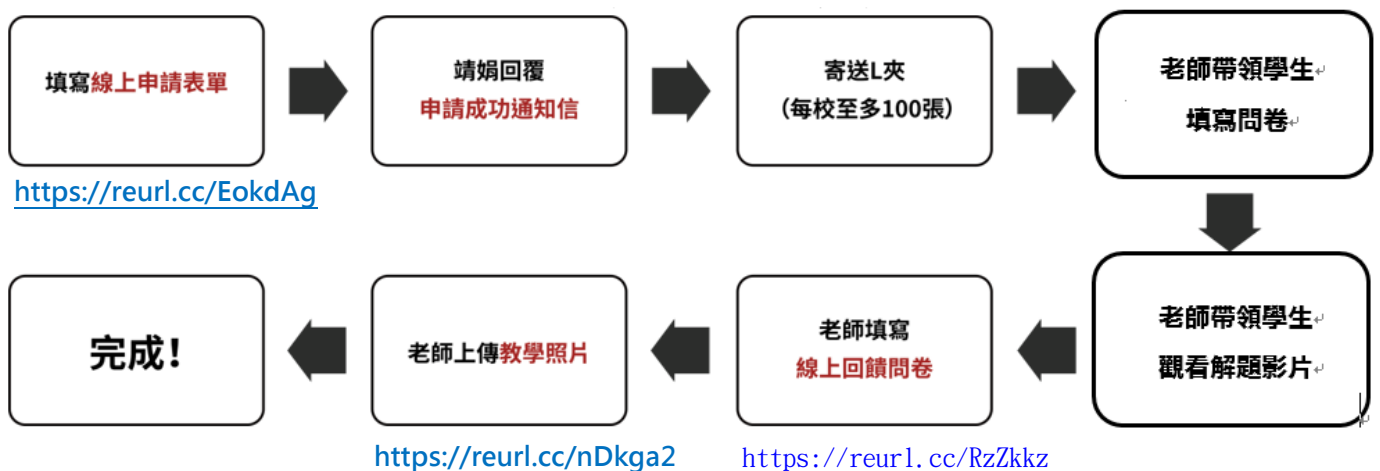 填寫線上申請表單
https://reurl.cc/EokdAg
靖娟回覆
申請成功通知信
寄送L夾
(每校至多100張)
老師帶領學生
填寫問卷
老師帶領學生
觀看解題影片
老師填寫
線上回饋問卷
https://reurl.cc/RzZkkz
老師上傳教學照片
https://reurl.cc/nDkga2
完成!